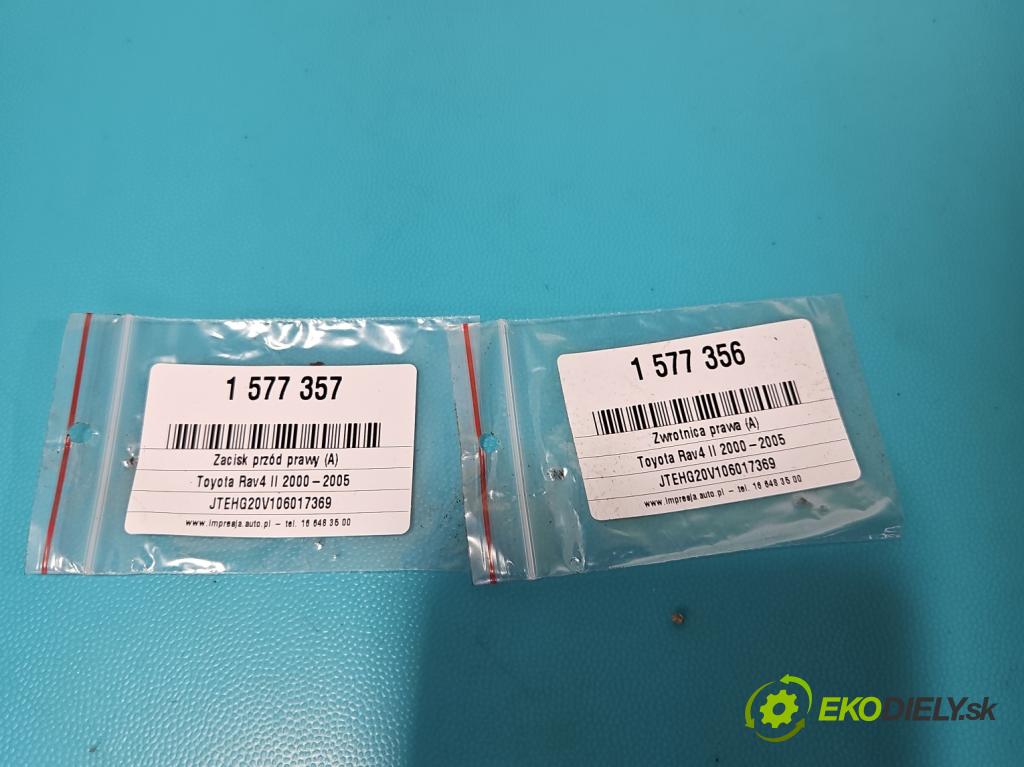 1 577 357
Zacisk przód prawy (A)
Toyota Rav4 II 2000 – 2005
JTEHG20V106017369
www.impresja.auto.pl – tel. 16 648 35 00
1 577 356
Zwrotnica prawa (A)
Toyota Rav4 II 2000 – 2005
JTEHG20V106017369
www.impresja.auto.pl – tel. 16 648 35 00
EKODIELY.sk